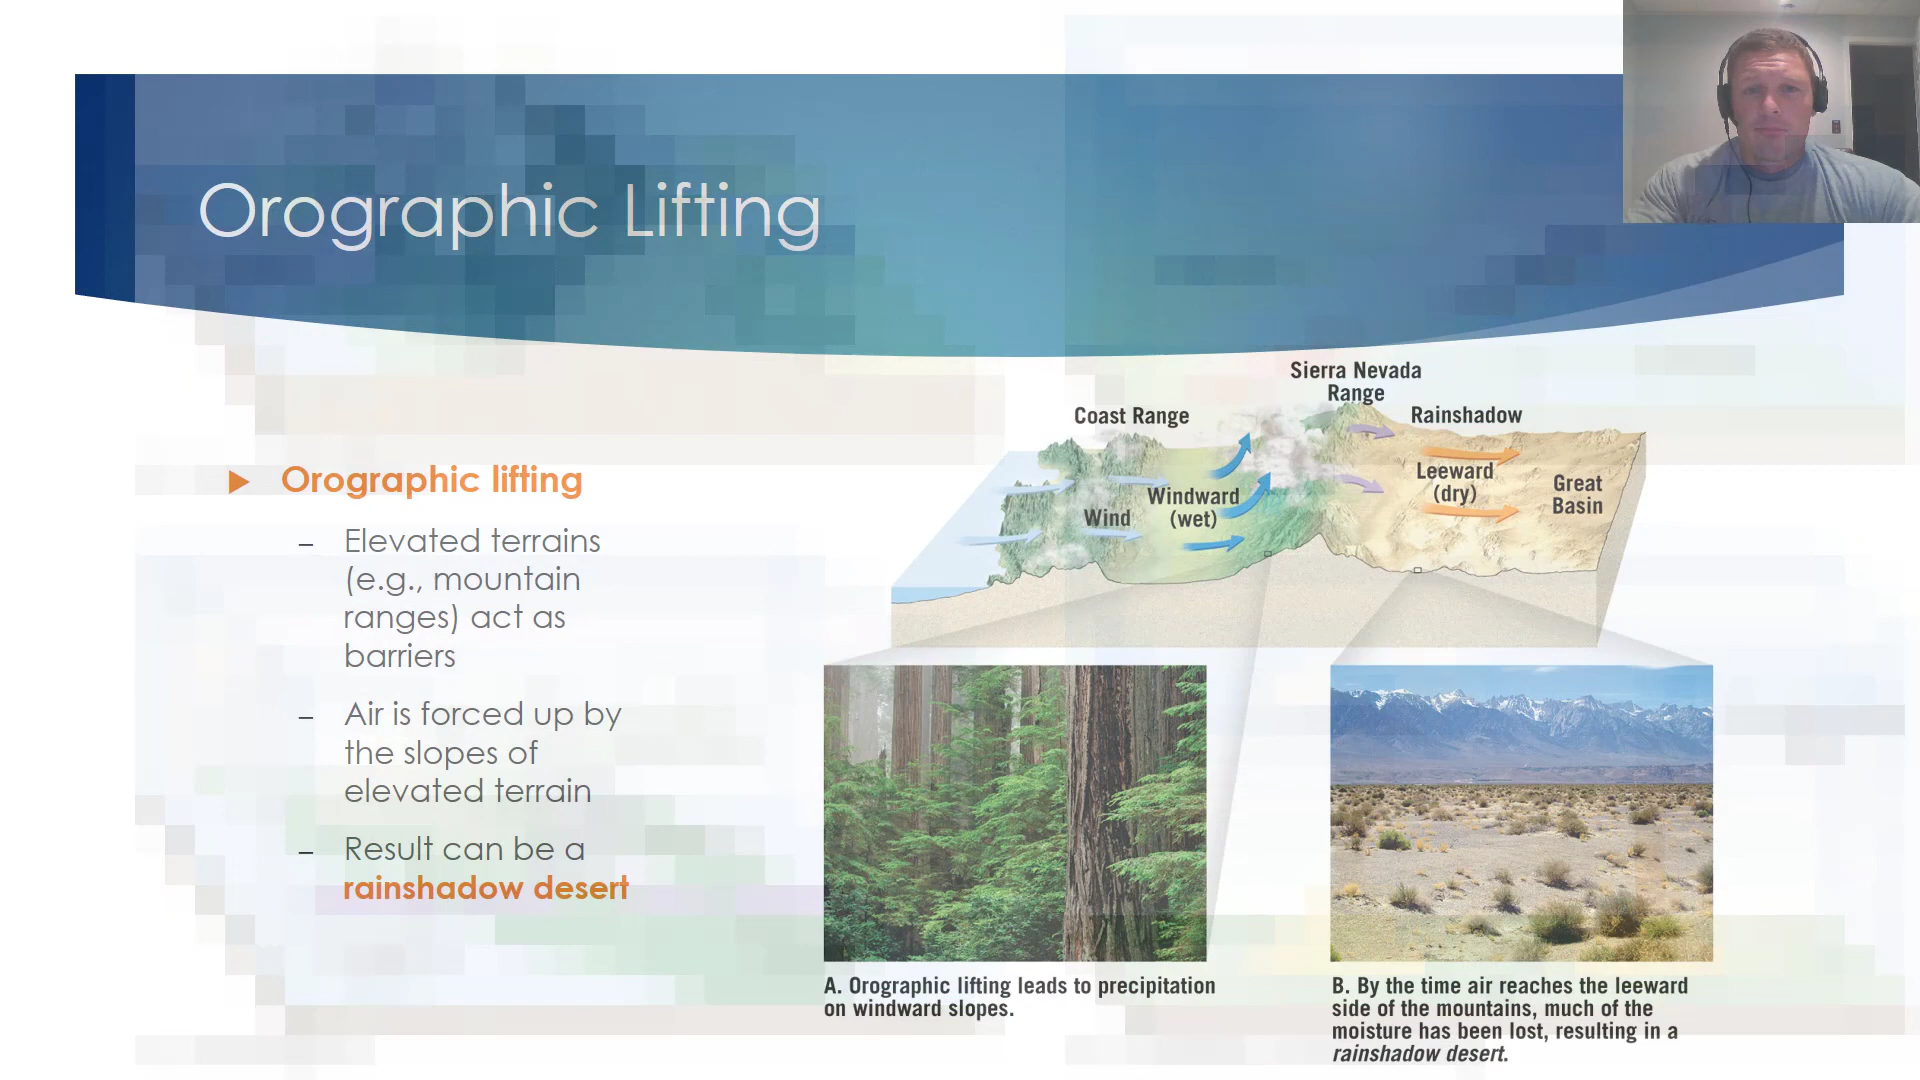 Orographic Lifting
Orographic lifting
– Elevated terrains
(e.g., mountain
ranges) act as
barriers
– Air is forced up by
the slopes of
elevated terrain
– Result can be a
rainshadow desert
Sierra Nevada
Range
Coast Range
Rainshadow
Wind
Windward
(wet)
Leeward
(dry)
Great
Basin
A. Orographic lifting leads to precipitation
on windward slopes.
B. By the time air reaches the leeward
side of the mountains, much of the
moisture has been lost, resulting in a
rainshadow desert.